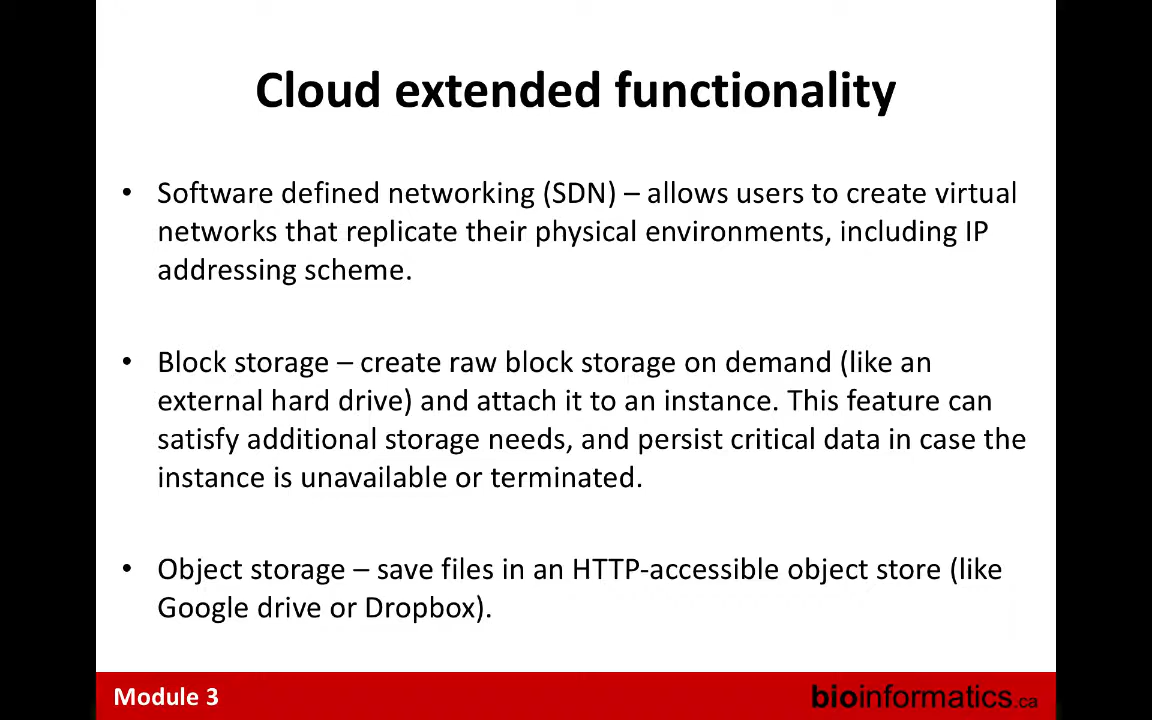 Cloud extended functionality
• Software defined networking (SDN) – allows users to create virtual
networks that replicate their physical environments, including IP
addressing scheme.
• Block storage – create raw block storage on demand (like an
external hard drive) and attach it to an instance. This feature can
satisfy additional storage needs, and persist critical data in case the
instance is unavailable or terminated.
• Object storage – save files in an HTTP-accessible object store (like
Google drive or Dropbox).
Module 3
bioinformatics.ca